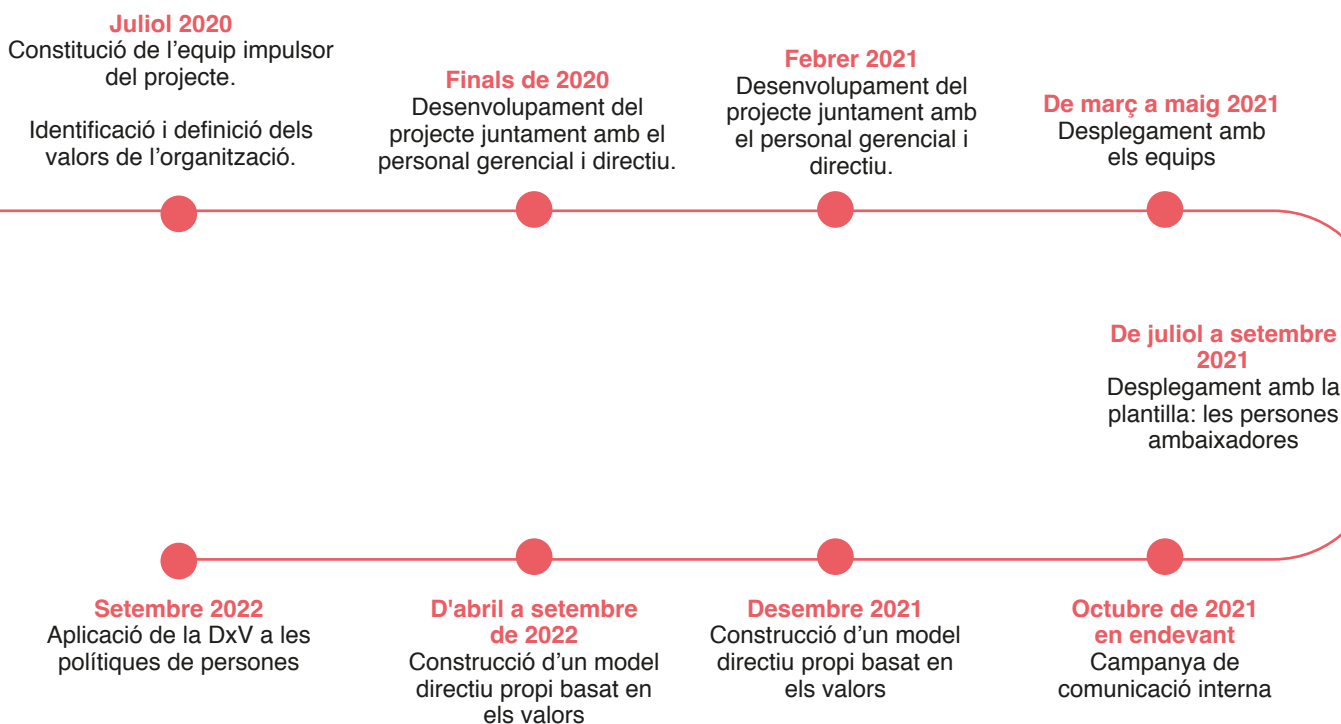 Juliol 2020
Constitució de l’equip impulsor
del projecte.
Identificació i definició dels
valors de l’organització.
Finals de 2020
Desenvolupament del
projecte juntament amb el
personal gerencial i directiu.
Febrer 2021
Desenvolupament del
projecte juntament amb
el personal gerencial i
directiu.
De març a maig 2021
Desplegament amb
els equips
De juliol a setembre
2021
Desplegament amb la
plantilla: les persones
ambaixadores
Octubre de 2021
en endevant
Campanya de
comunicació interna
Desembre 2021
Construcció d’un model
directiu propi basat en
els valors
D'abril a setembre
de 2022
Construcció d’un model
directiu propi basat en
els valors
Setembre 2022
Aplicació de la DxV a les
polítiques de persones